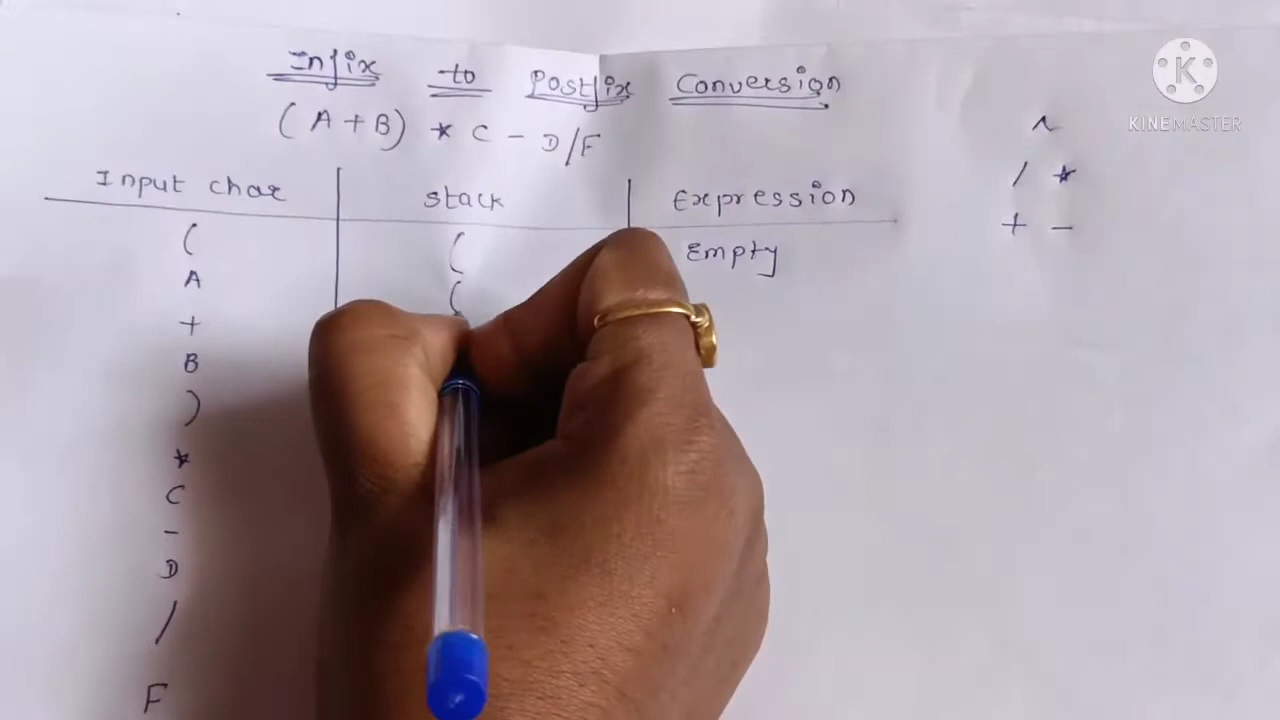 Infix to Postfix Conversion
(A+B) * C - D/F
^
/ *
+ -
Input char Stack Expression
( ( Empty
A (
+
B
)
*
C
-
D
/
F
K
KINEMASTER